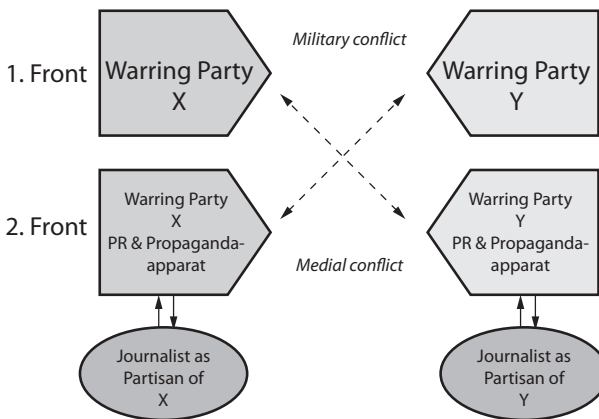 Military conflict
1. Front
Warring Party
X
Warring Party
Y
2. Front
Warring Party
X
PR & Propaganda-
apparat
Warring Party
Y
PR & Propaganda-
apparat
Medial conflict
Journalist as
Partisan of
X
Journalist as
Partisan of
Y